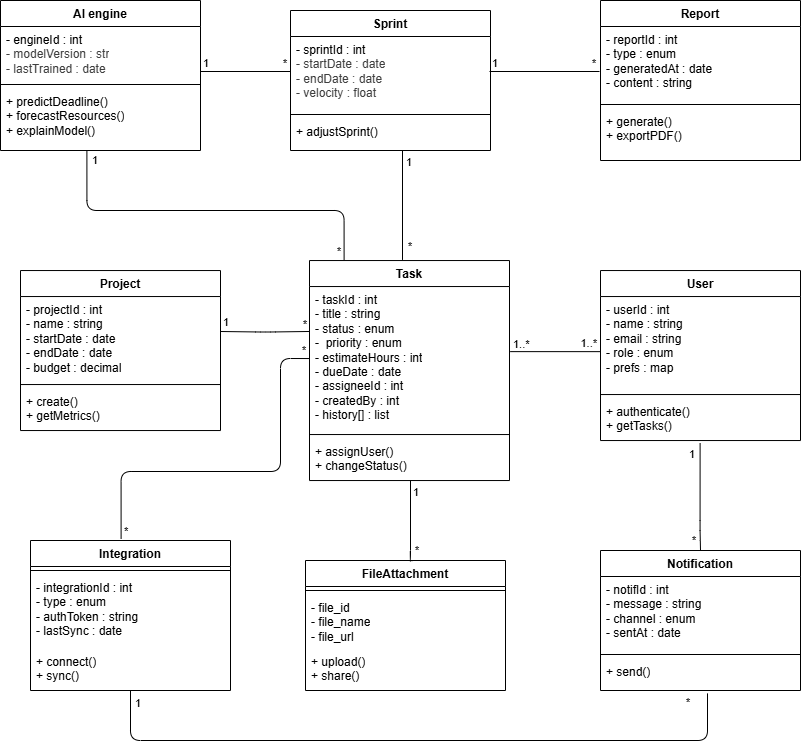 AI engine
- engineId : int
- modelVersion : str
- lastTrained : date
+ predictDeadline()
+ forecastResources()
+ explainModel()
1
*
Sprint
- sprintId : int
- startDate : date
- endDate : date
- velocity : float
+ adjustSprint()
1
*
Report
- reportId : int
- type : enum
- generatedAt : date
- content : string
+ generate()
+ exportPDF()
1
*
1
*
Project
- projectId : int
- name : string
- startDate : date
- endDate : date
- budget : decimal
+ create()
+ getMetrics()
1
*
*
Task
- taskId : int
- title : string
- status : enum
- priority : enum
- estimateHours : int
- dueDate : date
- assigneeId : int
- createdBy : int
- history[] : list
+ assignUser()
+ changeStatus()
1..*
1..*
User
- userId : int
- name : string
- email : string
- role : enum
- prefs : map
+ authenticate()
+ getTasks()
1
*
1
*
*
Integration
- integrationId : int
- type : enum
- authToken : string
- lastSync : date
+ connect()
+ sync()
FileAttachment
- file_id
- file_name
- file_url
+ upload()
+ share()
Notification
- notifId : int
- message : string
- channel : enum
- sentAt : date
+ send()
1
*